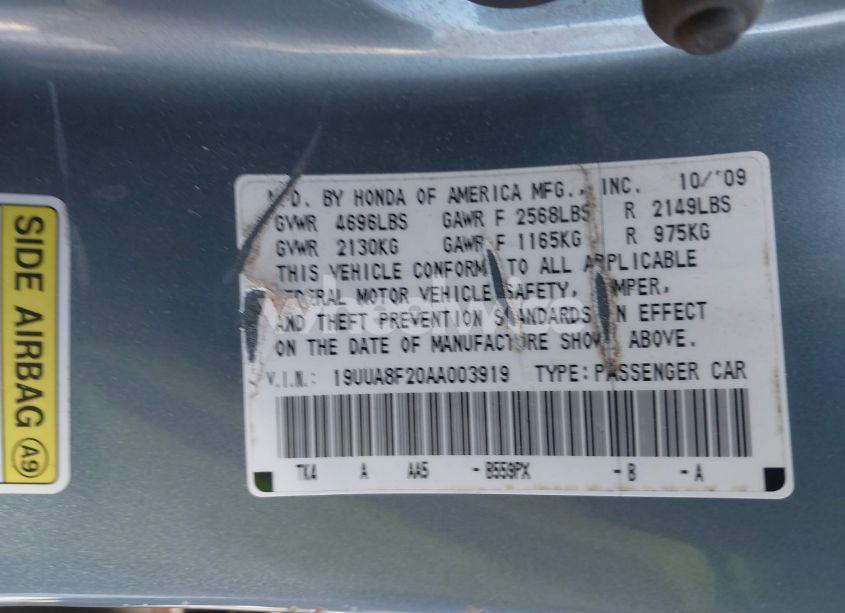 SIDE AIRBAG A9
MFD. BY HONDA OF AMERICA MFG., INC. 10/'09
GVWR 4696LBS GAWR F 2568LBS R 2149LBS
GVWR 2130KG GAWR F 1165KG R 975KG
THIS VEHICLE CONFORMS TO ALL APPLICABLE
FEDERAL MOTOR VEHICLE SAFETY, BUMPER,
AND THEFT PREVENTION STANDARDS IN EFFECT
ON THE DATE OF MANUFACTURE SHOWN ABOVE.
V.I.N.: 19UUA8F20AA003919 TYPE: PASSENGER CAR
TK4 A AA5 -B559PX -B -A